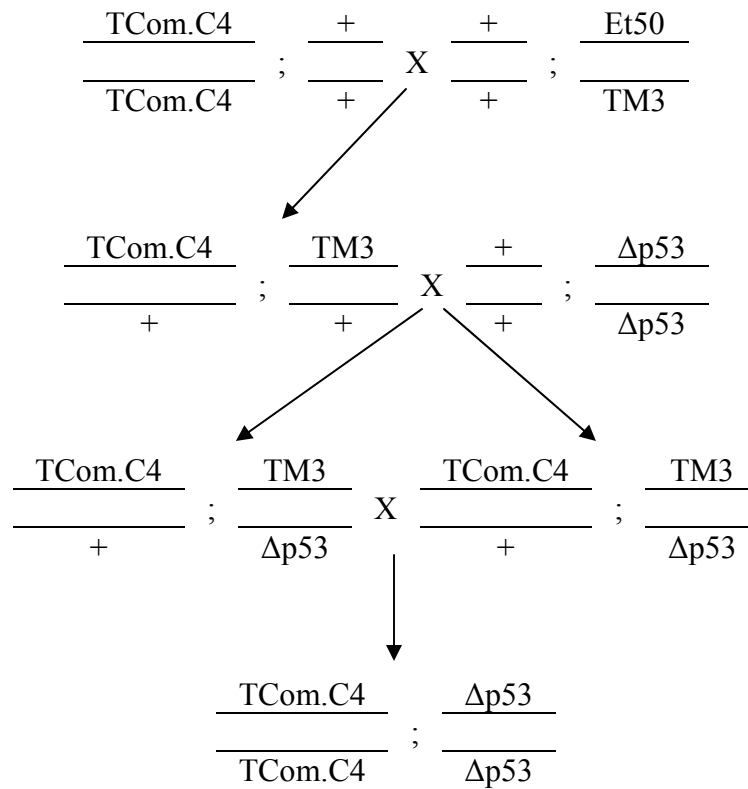 TCom.C4 + + Et50
; X ;
TCom.C4 + + TM3
TCom.C4 TM3 + Δp53
; X ;
+ + + Δp53
TCom.C4 TM3 TCom.C4 TM3
; X ;
+ Δp53 + Δp53
TCom.C4 Δp53
;
TCom.C4 Δp53